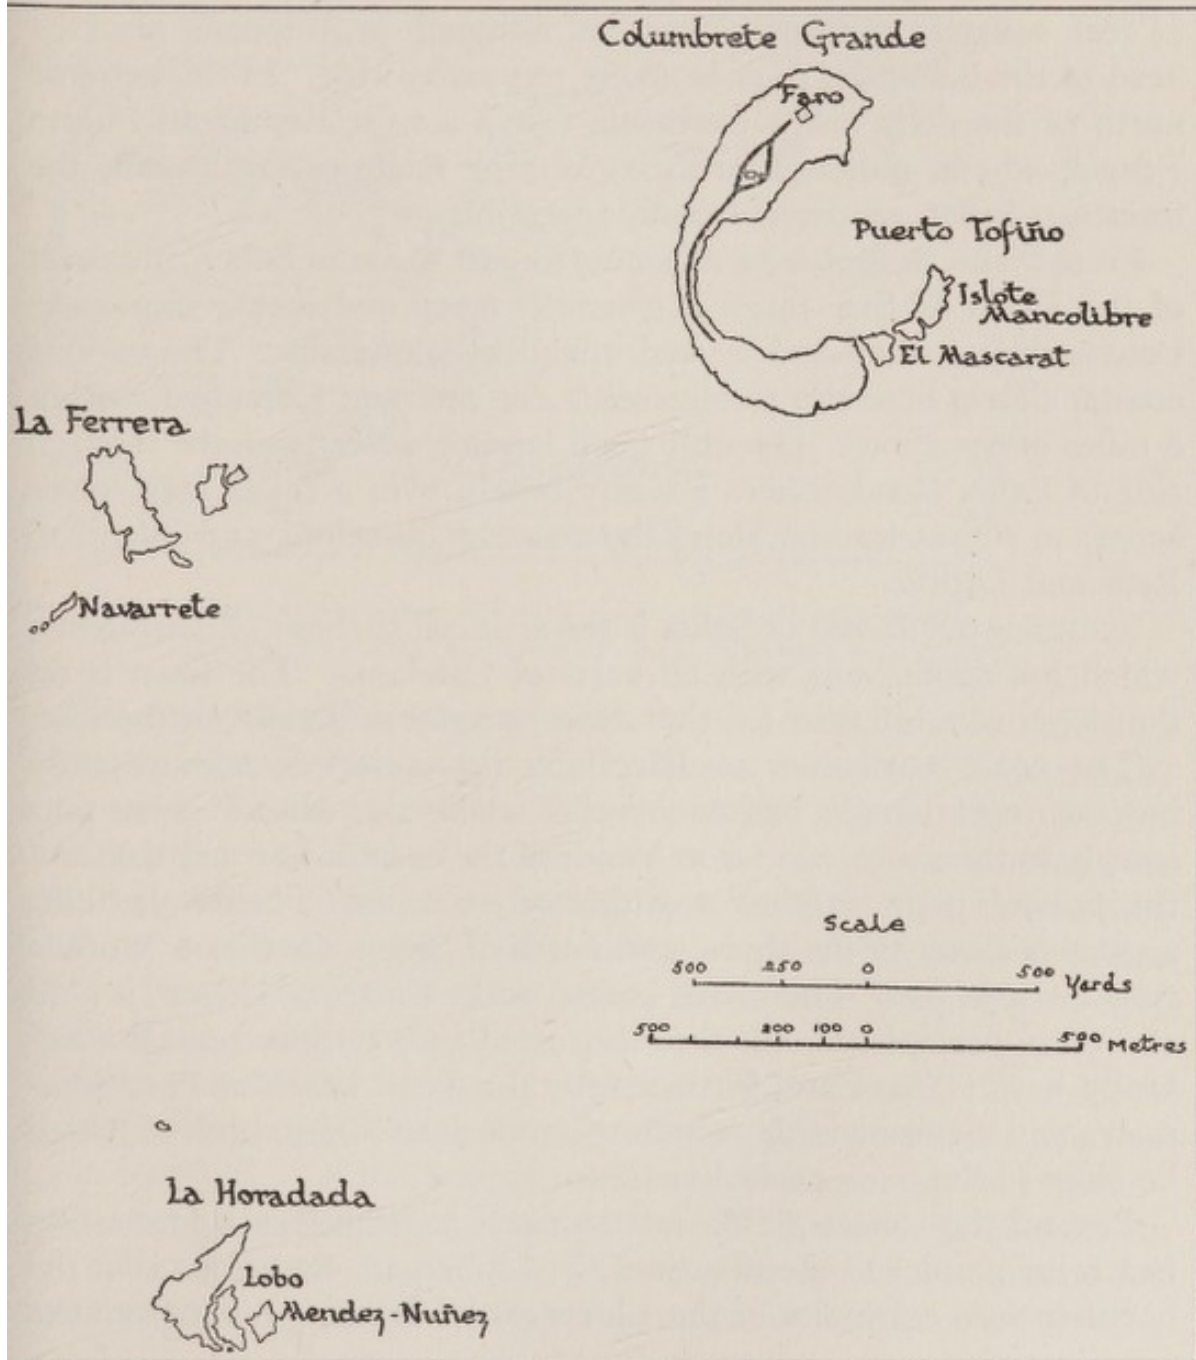 Columbrete Grande
Faro
Puerto Tofiño
Islote
Mancolibre
El Mascarat
La Ferrera
Navarrete
Scale
500 250 0 500 Yards
500 200 100 0 500 Metres
La Horadada
Lobo
Mendez-Nuñez